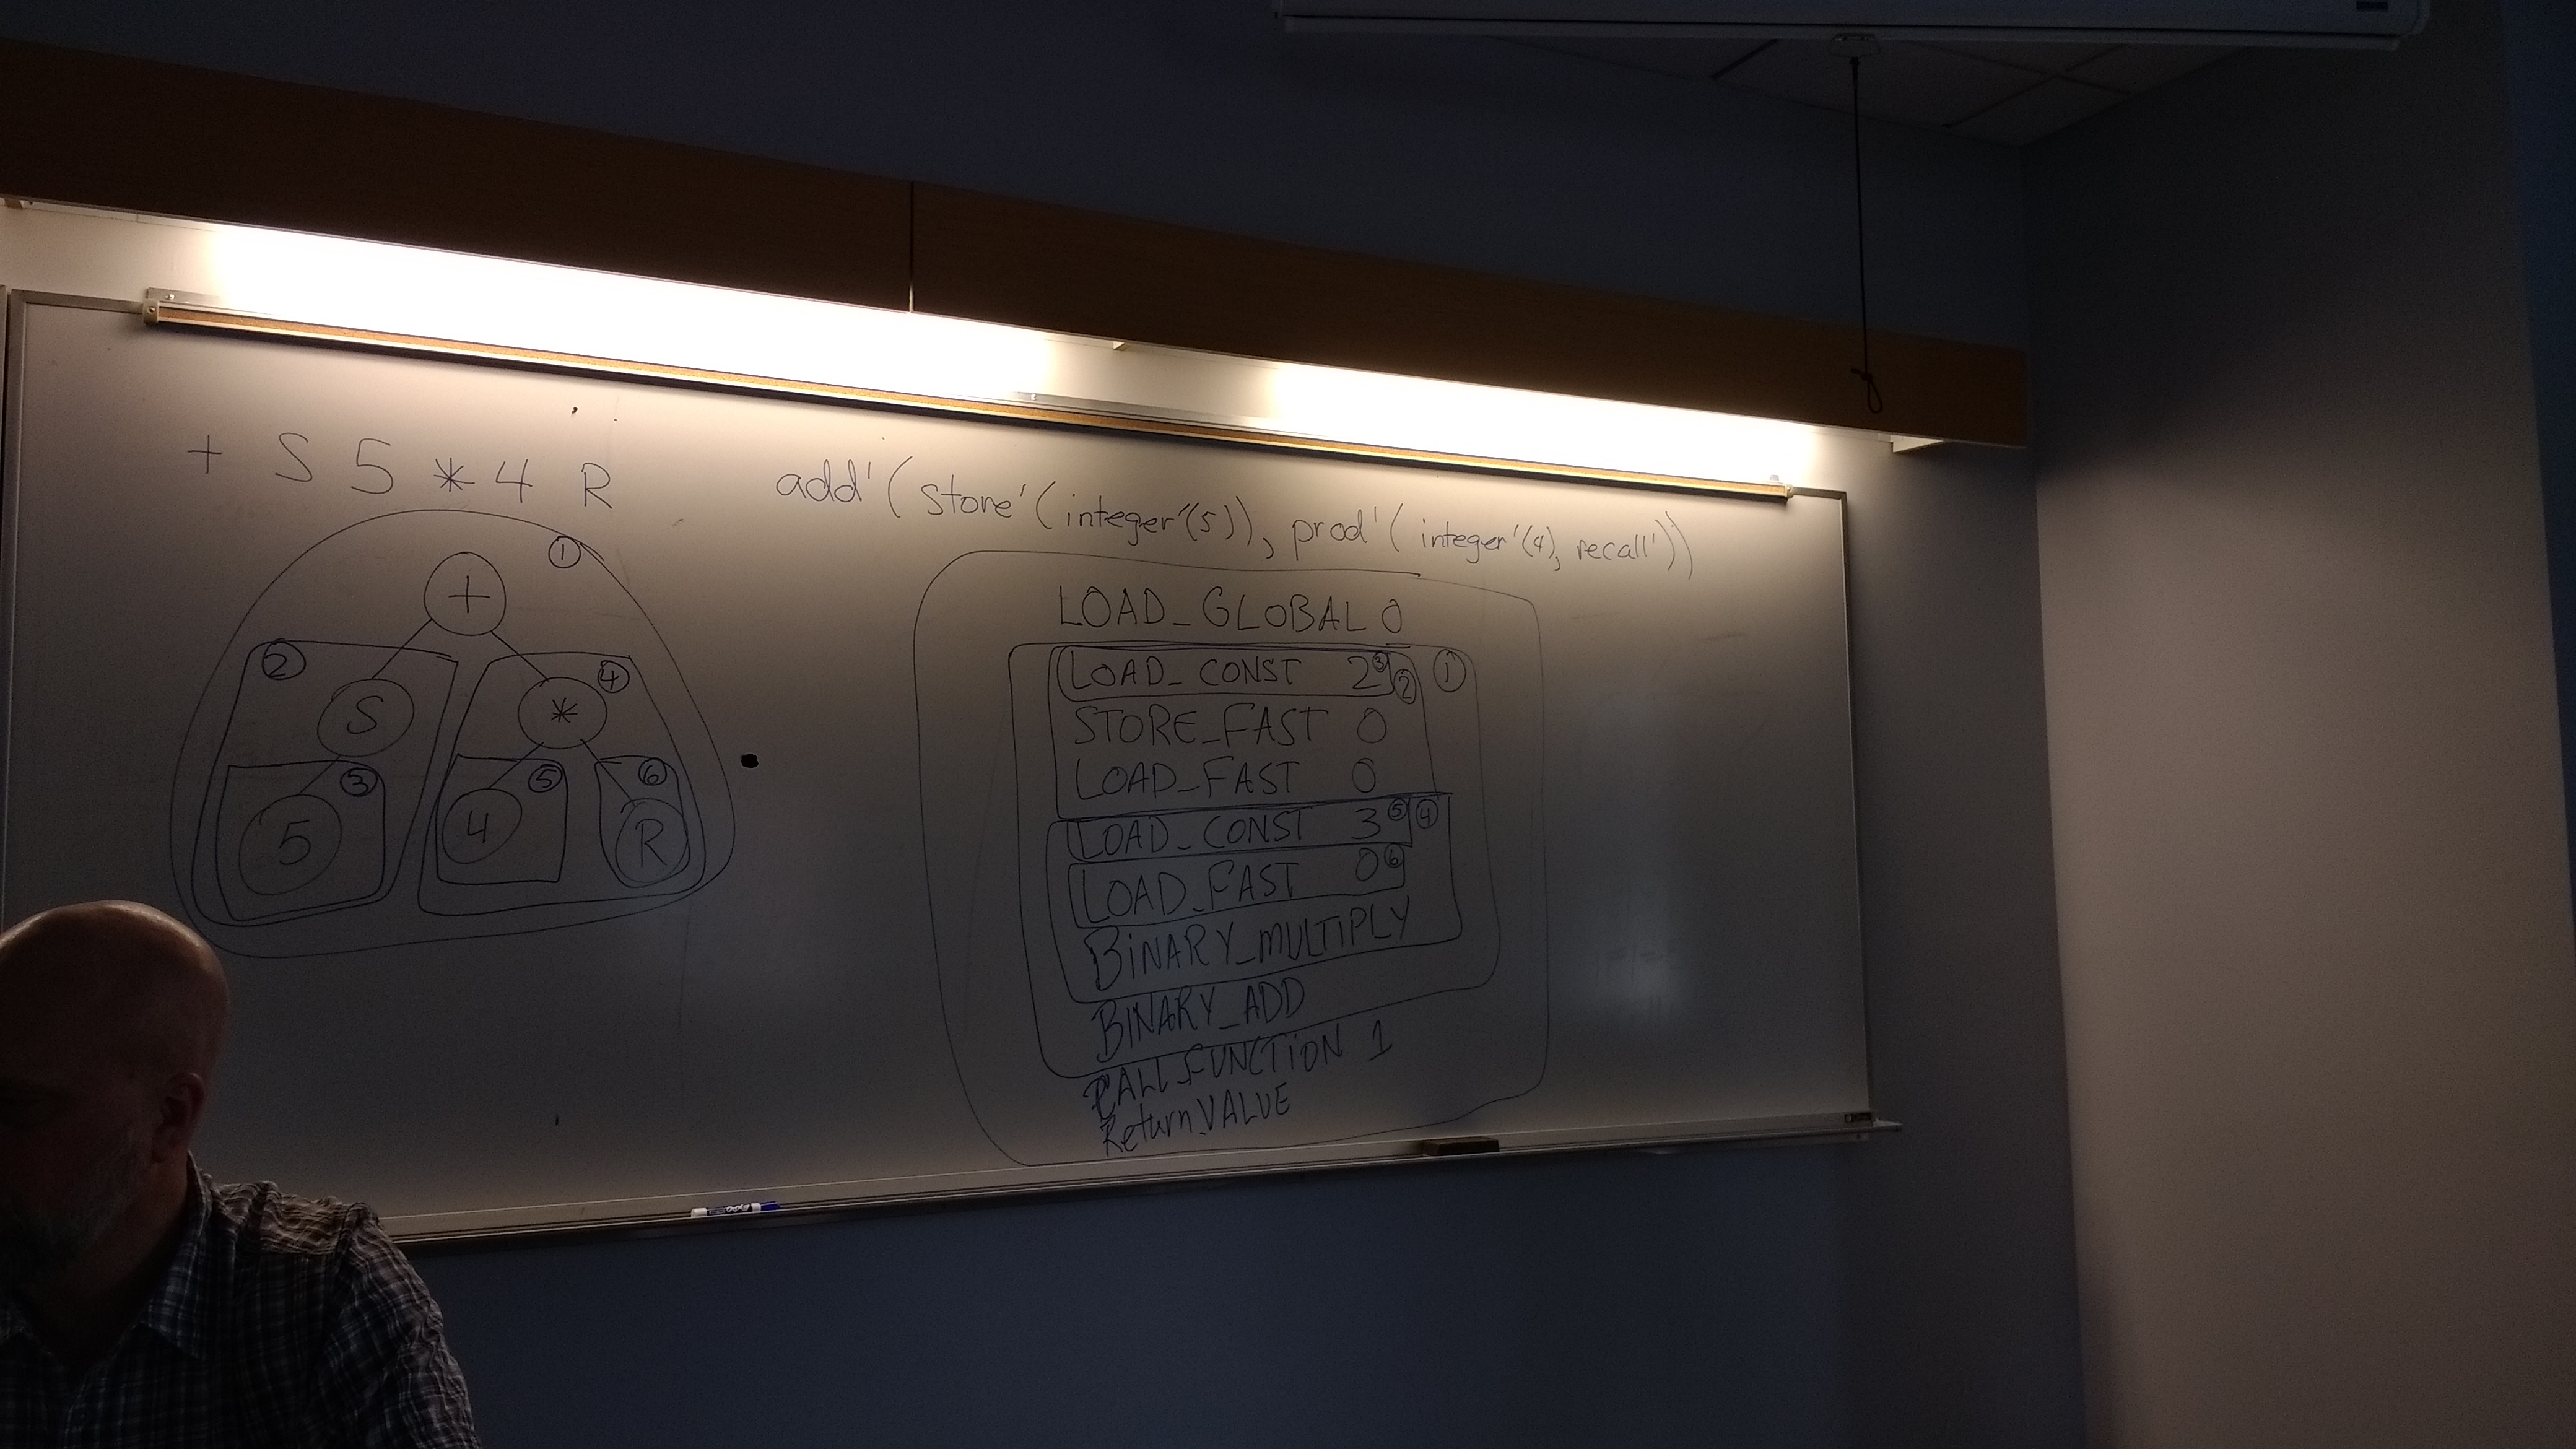 + S 5 * 4 R
add'(store'(integer'(5)), prod'(integer'(4), recall'))
1
+
2
4
S
*
3
5
6
5
4
R
LOAD_GLOBAL 0
LOAD_CONST 2 3 2 1
STORE_FAST 0
LOAD_FAST 0
LOAD_CONST 3 5 4
LOAD_FAST 0 6
BINARY_MULTIPLY
BINARY_ADD
CALL_FUNCTION 1
Return_VALUE